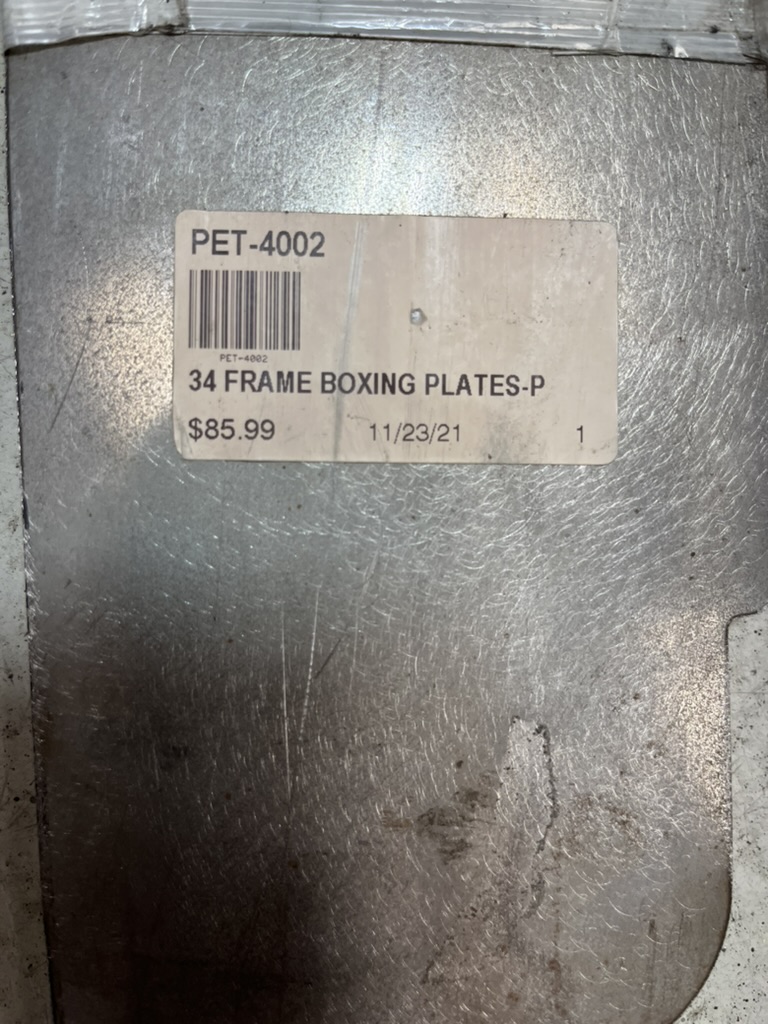 PET-4002
PET-4002
34 FRAME BOXING PLATES-P
$85.99 11/23/21 1